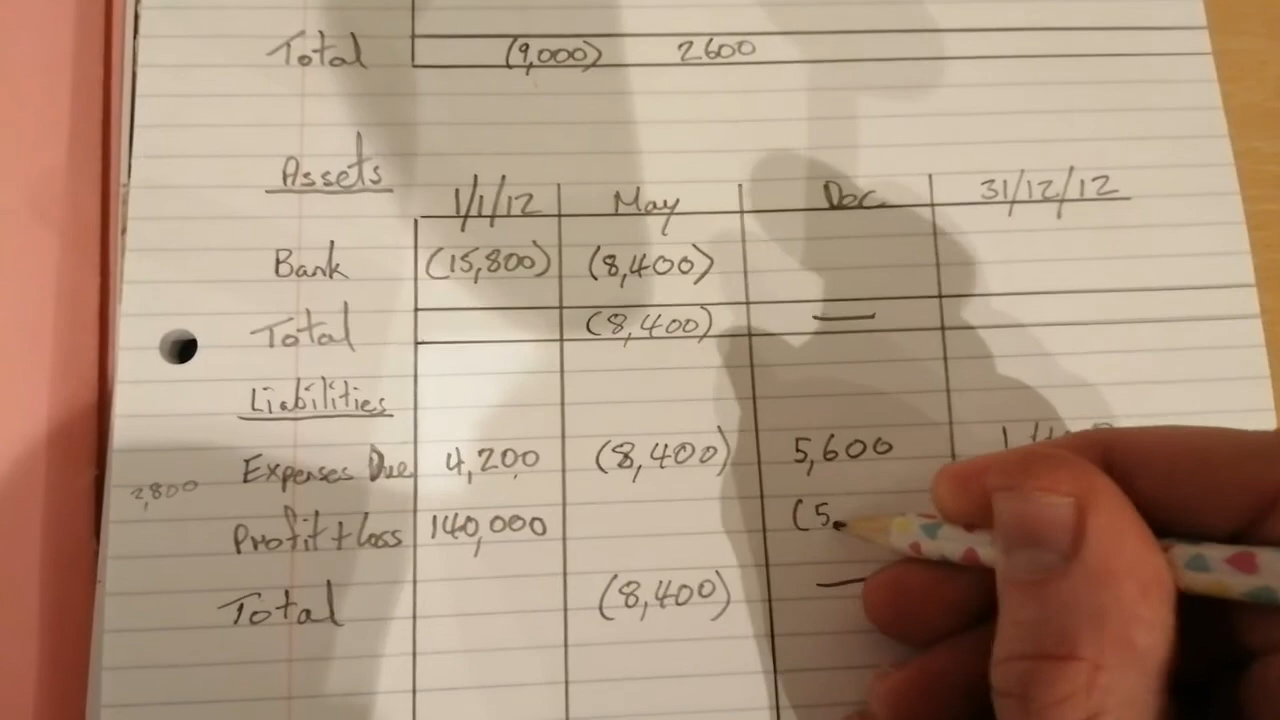 Total (9,000) 2600
Assets
1/1/12 May Dec 31/12/12
Bank (15,800) (8,400)
Total (8,400) —
Liabilities
Expenses Due 4,200 (8,400) 5,600
2,800
Profit + loss 140,000 (5
Total (8,400) —